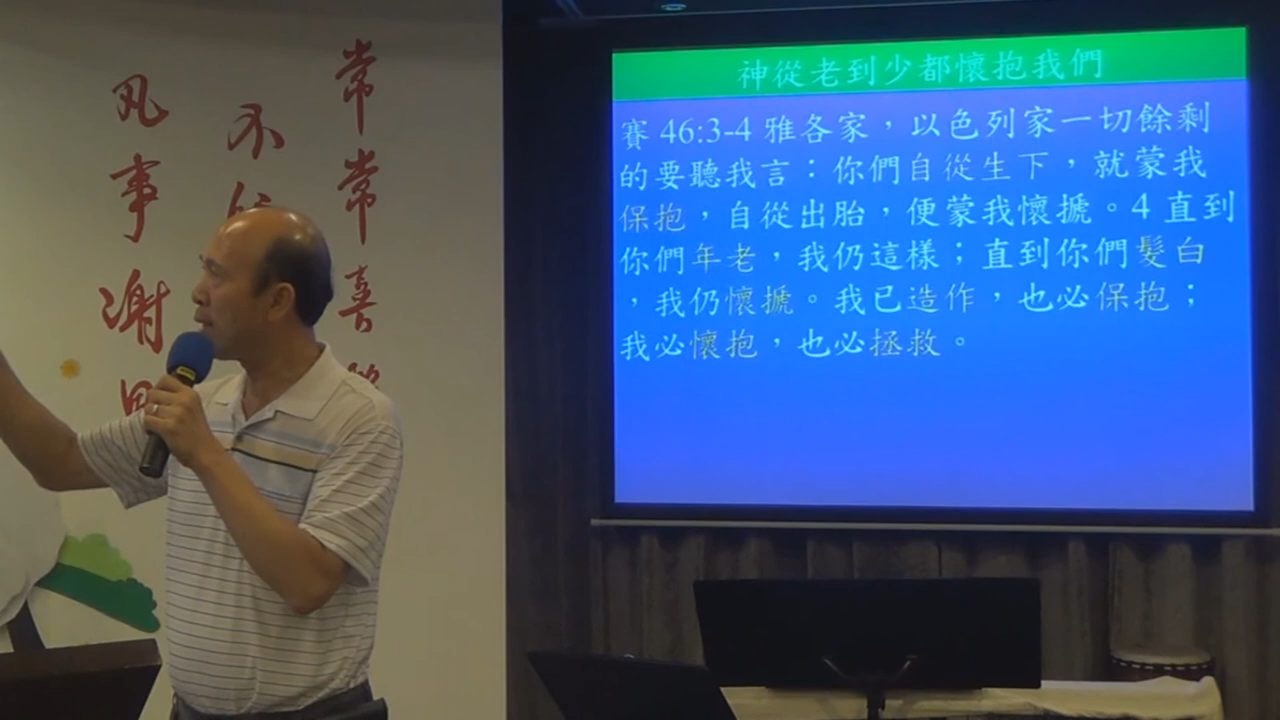 常常喜
不
凡事謝
神從老到少都懷抱我們
賽 46:3-4 雅各家，以色列家一切餘剩
的要聽我言：你們自從生下，就蒙我
保抱，自從出胎，便蒙我懷搋。4 直到
你們年老，我仍這樣；直到你們髮白
，我仍懷搋。我已造作，也必保抱；
我必懷抱，也必拯救。